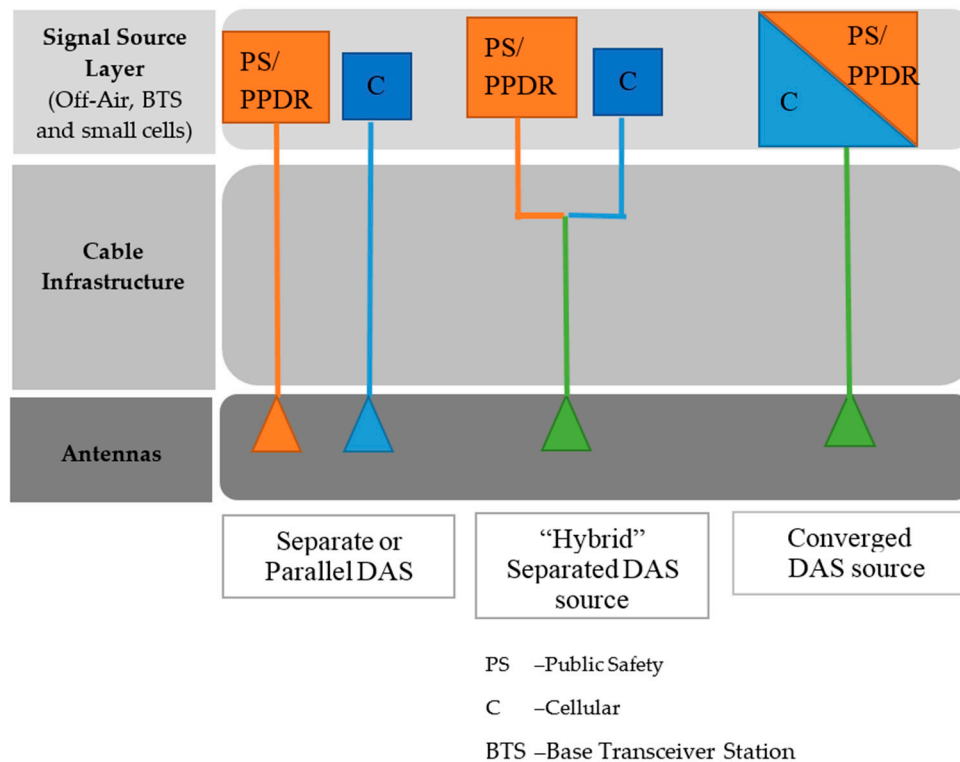 Signal Source
Layer
(Off-Air, BTS
and small cells)
PS/
PPDR
C
PS/
PPDR
C
PS/
PPDR
C
Cable
Infrastructure
Antennas
Separate or
Parallel DAS
“Hybrid”
Separated DAS
source
Converged
DAS source
PS –Public Safety
C –Cellular
BTS –Base Transceiver Station